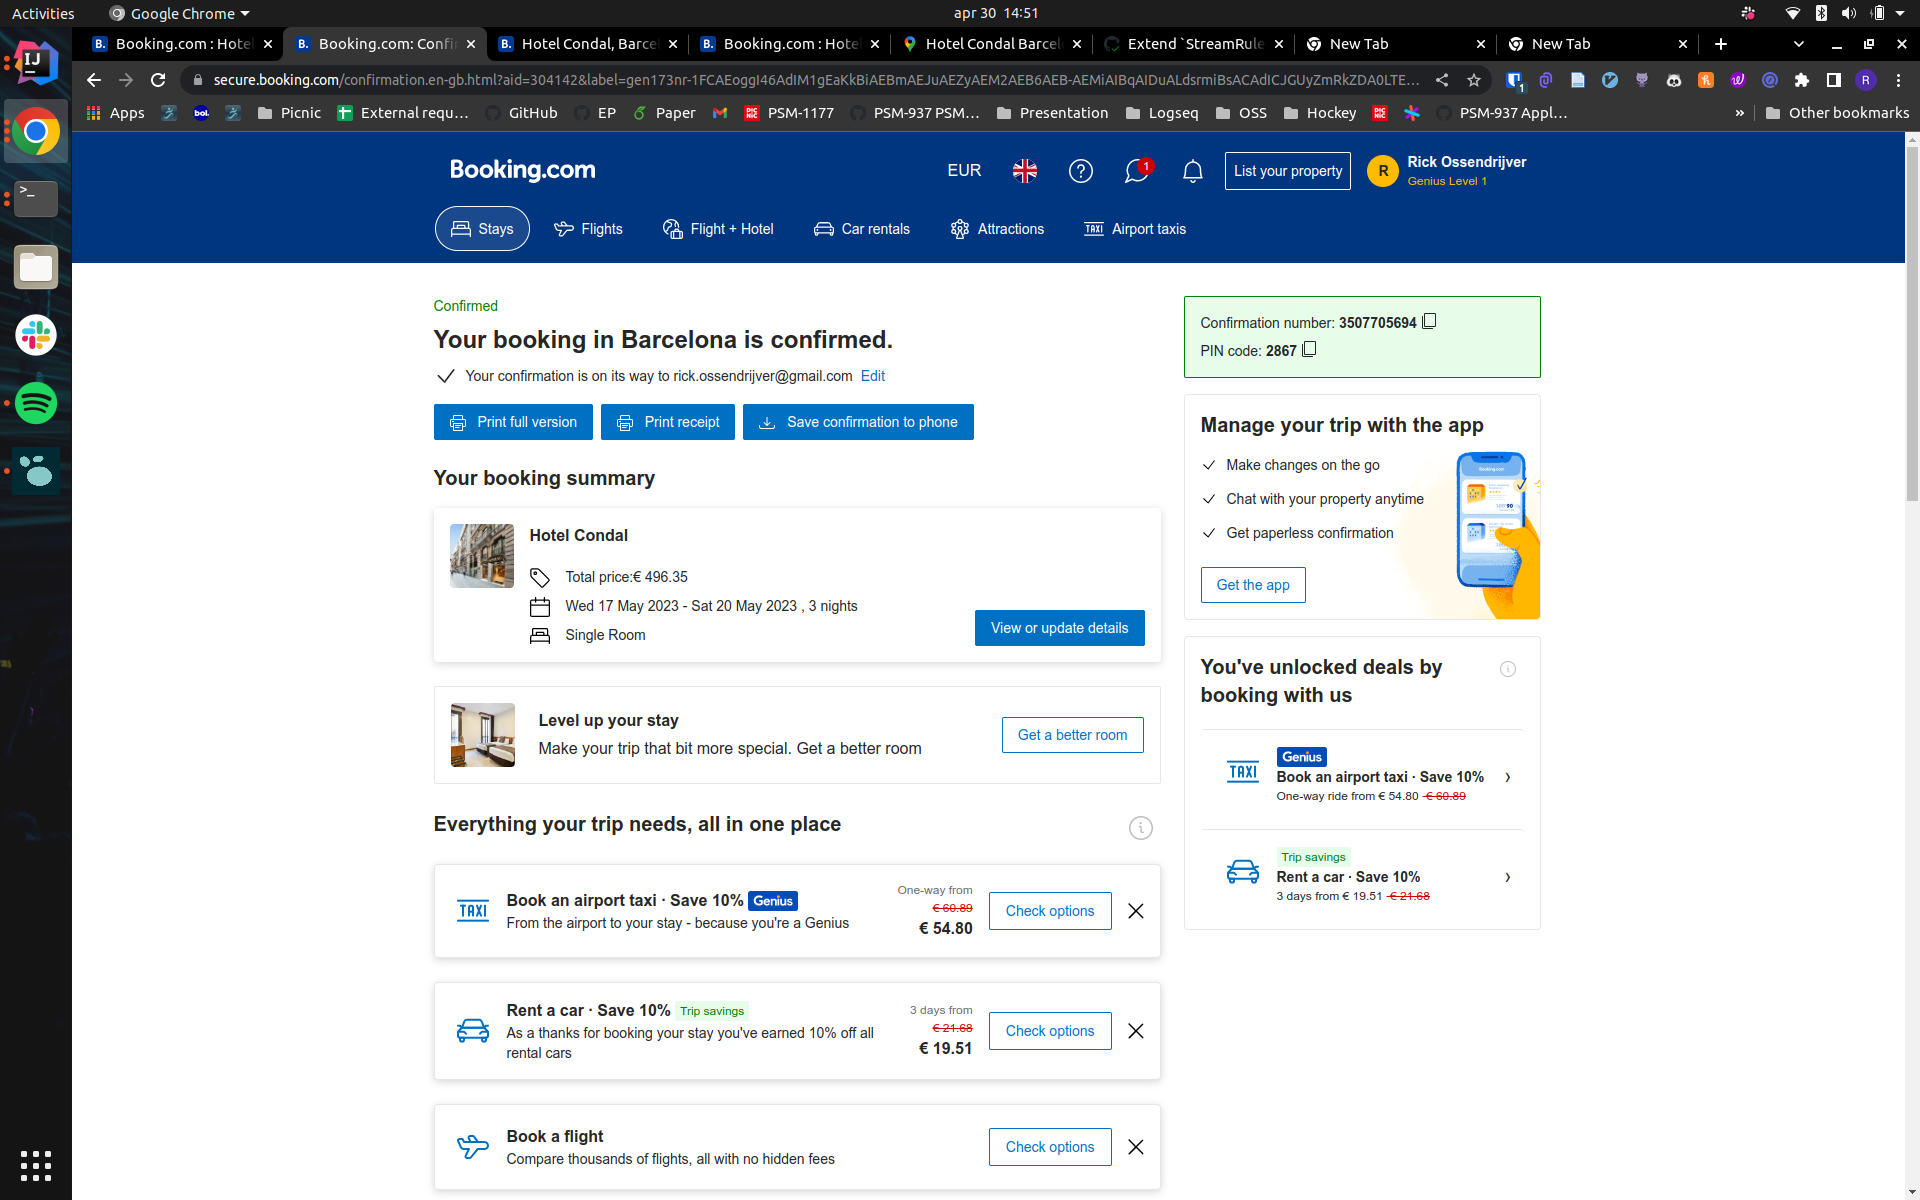 Activities
Google Chrome
apr 30 14:51
Booking.com : Hotel
Booking.com: Confi
Hotel Condal, Barce
Booking.com : Hote
Hotel Condal Barcel
Extend `StreamRule
New Tab
New Tab
secure.booking.com/confirmation.en-gb.html?aid=304142&label=gen173nr-1FCAEoggI46AdIM1gEaKkBiAEBmAEJuAEZyAEM2AEB6AEB-AEMiAIBqAIDuALdsrmiBsACAdICJGUyZmRkZDA0LTE...
Apps
bol.
Picnic
External requ...
GitHub
EP
Paper
PSM-1177
PSM-937 PSM...
Presentation
Logseq
OSS
Hockey
PSM-937 Appl...
»
Other bookmarks
Booking.com
EUR
1
List your property
R
Rick Ossendrijver
Genius Level 1
Stays
Flights
Flight + Hotel
Car rentals
Attractions
TAXI
Airport taxis
Confirmed
Your booking in Barcelona is confirmed.
Your confirmation is on its way to rick.ossendrijver@gmail.com Edit
Print full version
Print receipt
Save confirmation to phone
Your booking summary
Hotel Condal
Total price:€ 496.35
Wed 17 May 2023 - Sat 20 May 2023 , 3 nights
Single Room
View or update details
Level up your stay
Make your trip that bit more special. Get a better room
Get a better room
Everything your trip needs, all in one place
TAXI
Book an airport taxi · Save 10% Genius
From the airport to your stay - because you're a Genius
One-way from
€ 60.89
€ 54.80
Check options
Rent a car · Save 10% Trip savings
As a thanks for booking your stay you've earned 10% off all
rental cars
3 days from
€ 21.68
€ 19.51
Check options
Book a flight
Compare thousands of flights, all with no hidden fees
Check options
Confirmation number: 3507705694
PIN code: 2867
Manage your trip with the app
Make changes on the go
Chat with your property anytime
Get paperless confirmation
Get the app
Booking.com
You've unlocked deals by
booking with us
TAXI
Genius
Book an airport taxi · Save 10%
One-way ride from € 54.80 € 60.89
Trip savings
Rent a car · Save 10%
3 days from € 19.51 € 21.68